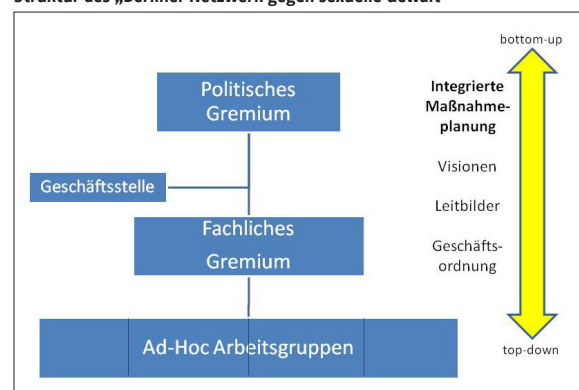 Struktur des „Berliner Netzwerk gegen sexuelle Gewalt“
bottom-up
Politisches
Gremium
Integrierte
Maßnahme-
planung
Geschäftsstelle
Visionen
Leitbilder
Fachliches
Gremium
Geschäfts-
ordnung
Ad-Hoc Arbeitsgruppen
top-down